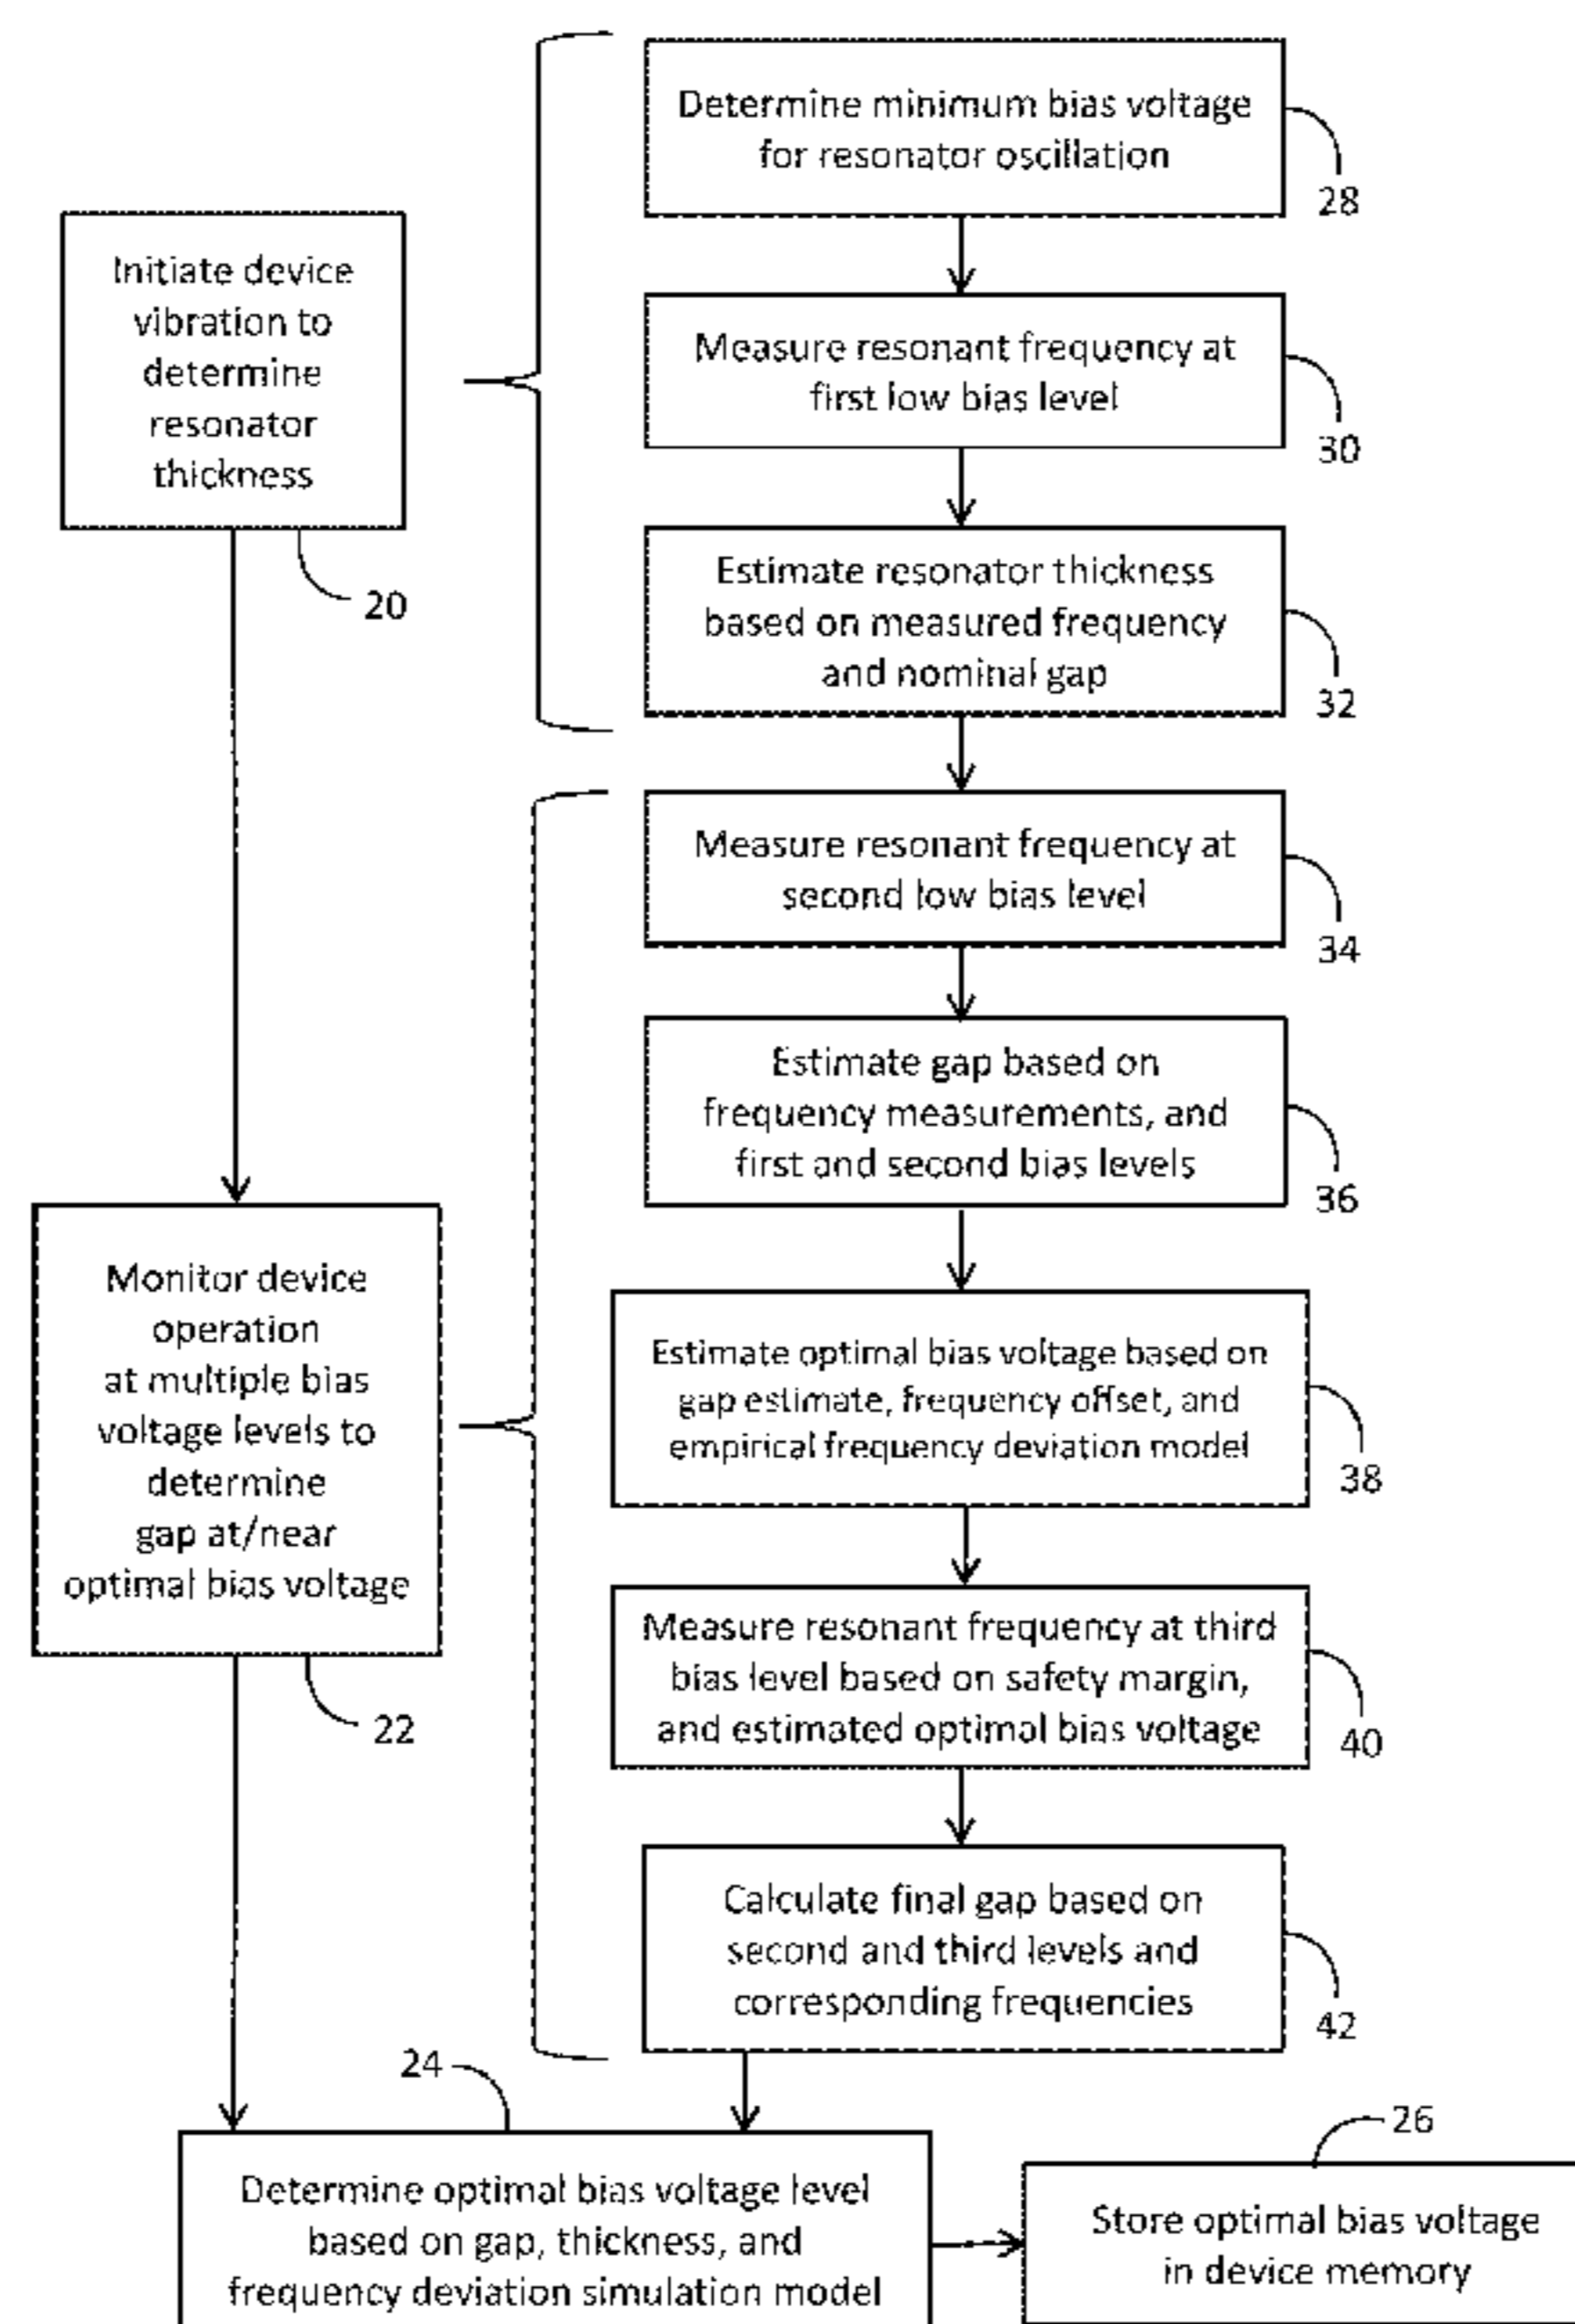 Determine minimum bias voltage
for resonator oscillation
28
Initiate device
vibration to
determine
resonator
thickness
20
Measure resonant frequency at
first low bias level
30
Estimate resonator thickness
based on measured frequency
and nominal gap
32
Measure resonant frequency at
second low bias level
34
Estimate gap based on
frequency measurements, and
first and second bias levels
36
Monitor device
operation
at multiple bias
voltage levels to
determine
gap at/near
optimal bias voltage
22
Estimate optimal bias voltage based on
gap estimate, frequency offset, and
empirical frequency deviation model
38
Measure resonant frequency at third
bias level based on safety margin,
and estimated optimal bias voltage
40
Calculate final gap based on
second and third levels and
corresponding frequencies
42
24
Determine optimal bias voltage level
based on gap, thickness, and
frequency deviation simulation model
26
Store optimal bias voltage
in device memory